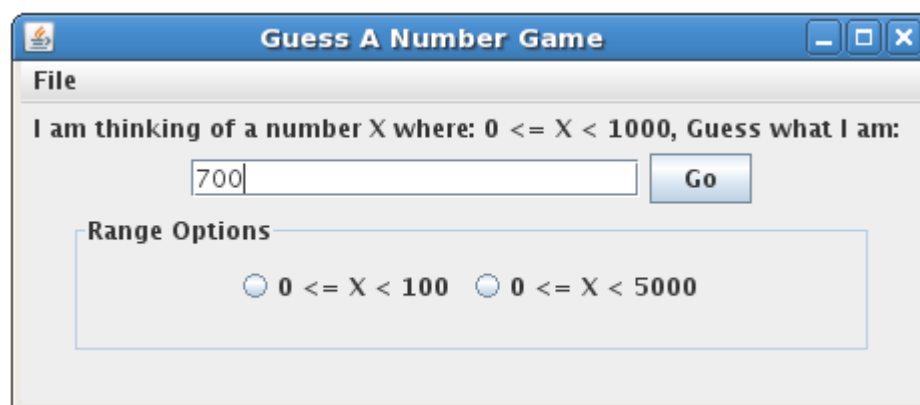 Guess A Number Game
File
I am thinking of a number X where: 0 <= X < 1000, Guess what I am:
700 Go
Range Options
0 <= X < 100 0 <= X < 5000